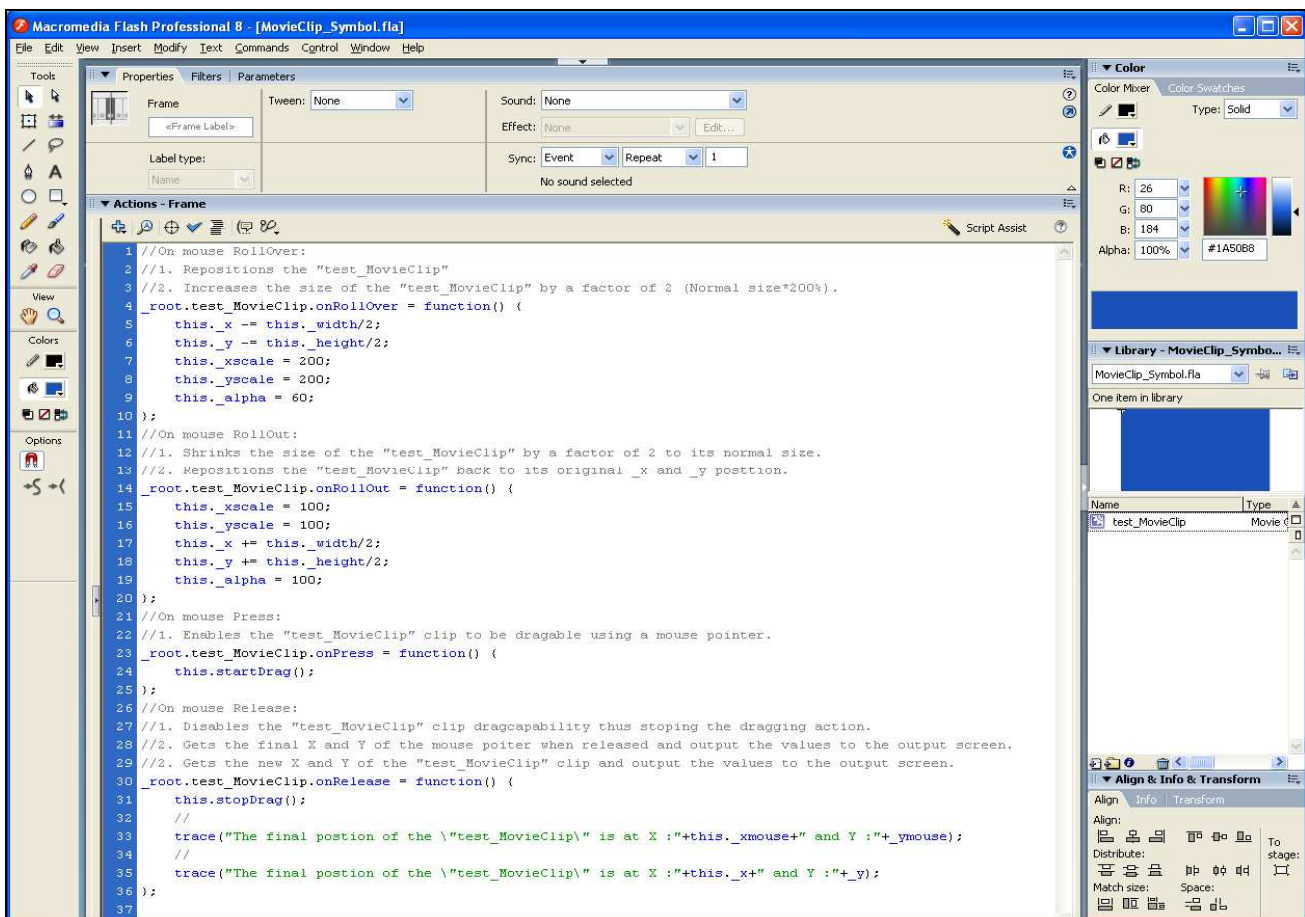 Macromedia Flash Professional 8 - [MovieClip_Symbol.fla]
File Edit View Insert Modify Text Commands Control Window Help
Tools
View
Colors
Options
Properties Filters Parameters
Frame
<Frame Label>
Label type:
Name
Tween: None
Sound: None
Effect: None Edit...
Sync: Event Repeat 1
No sound selected
Actions - Frame
Script Assist
1 //On mouse RollOver:
2 //1. Repositions the "test_MovieClip"
3 //2. Increases the size of the "test_MovieClip" by a factor of 2 (Normal size*200%).
4 _root.test_MovieClip.onRollOver = function() {
5 this._x -= this._width/2;
6 this._y -= this._height/2;
7 this._xscale = 200;
8 this._yscale = 200;
9 this._alpha = 60;
10 };
11 //On mouse RollOut:
12 //1. Shrinks the size of the "test_MovieClip" by a factor of 2 to its normal size.
13 //2. Repositions the "test_MovieClip" back to its original _x and _y posttion.
14 _root.test_MovieClip.onRollOut = function() {
15 this._xscale = 100;
16 this._yscale = 100;
17 this._x += this._width/2;
18 this._y += this._height/2;
19 this._alpha = 100;
20 };
21 //On mouse Press:
22 //1. Enables the "test_MovieClip" clip to be dragable using a mouse pointer.
23 _root.test_MovieClip.onPress = function() {
24 this.startDrag();
25 };
26 //On mouse Release:
27 //1. Disables the "test_MovieClip" clip dragcapability thus stoping the dragging action.
28 //2. Gets the final X and Y of the mouse poiter when released and output the values to the output screen.
29 //2. Gets the new X and Y of the "test_MovieClip" clip and output the values to the output screen.
30 _root.test_MovieClip.onRelease = function() {
31 this.stopDrag();
32 //
33 trace("The final postion of the \"test_MovieClip\" is at X :"+this._xmouse+" and Y :"+_ymouse);
34 //
35 trace("The final postion of the \"test_MovieClip\" is at X :"+this._x+" and Y :"+_y);
36 };
37
Color
Color Mixer Color Swatches
Type: Solid
R: 26
G: 80
B: 184
Alpha: 100% #1A50B8
Library - MovieClip_Symbo...
MovieClip_Symbol.fla
One item in library
Name Type
test_MovieClip Movie C
Align & Info & Transform
Align Info Transform
Align:
Distribute:
Match size: Space:
To
stage: